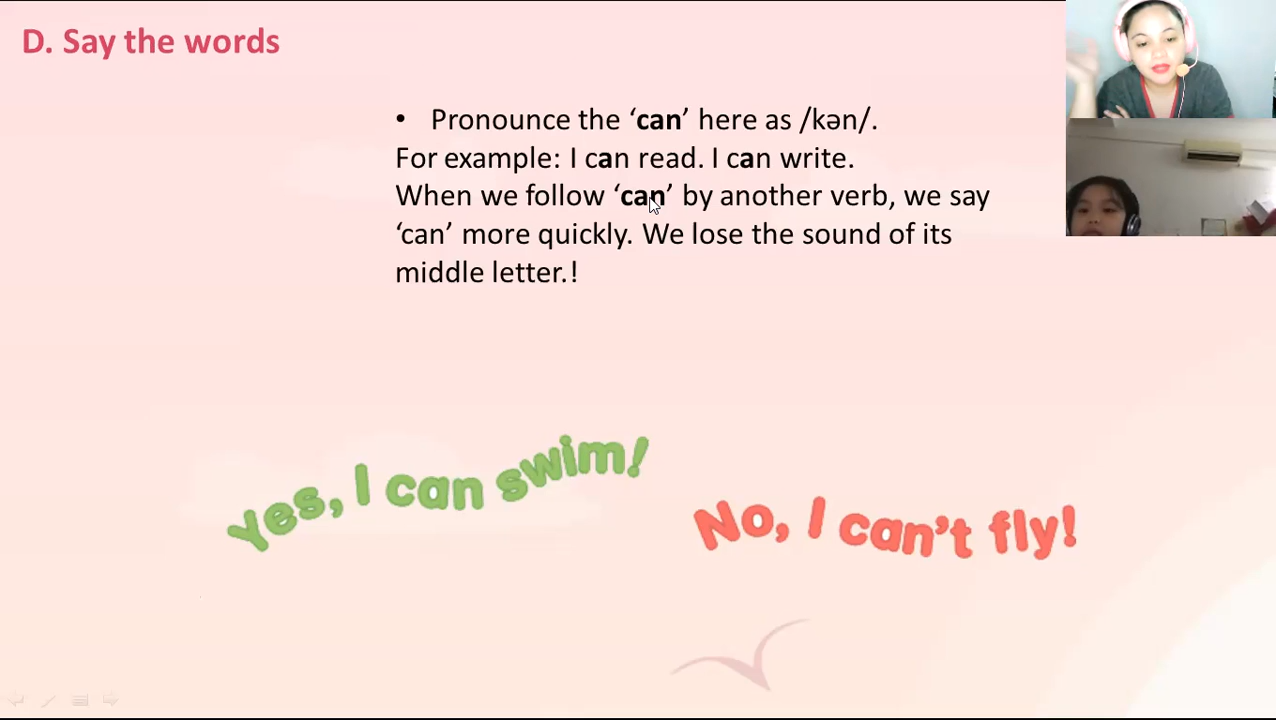 D. Say the words
• Pronounce the ‘can’ here as /kən/.
For example: I can read. I can write.
When we follow ‘can’ by another verb, we say
‘can’ more quickly. We lose the sound of its
middle letter.!
Yes, I can swim!
No, I can’t fly!